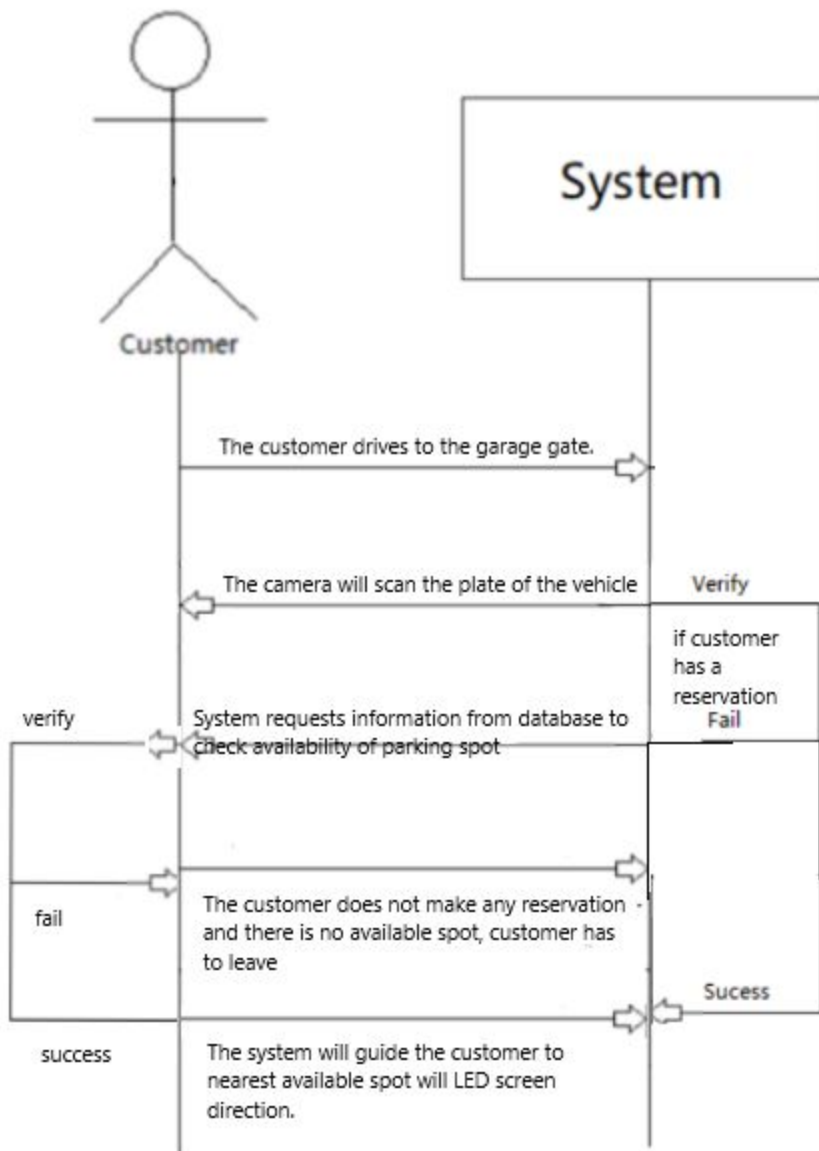 System
Customer
The customer drives to the garage gate.
The camera will scan the plate of the vehicle
Verify
if customer
has a
reservation
Fail
verify
System requests information from database to
check availability of parking spot
The customer does not make any reservation
and there is no available spot, customer has
to leave
fail
Sucess
success
The system will guide the customer to
nearest available spot will LED screen
direction.